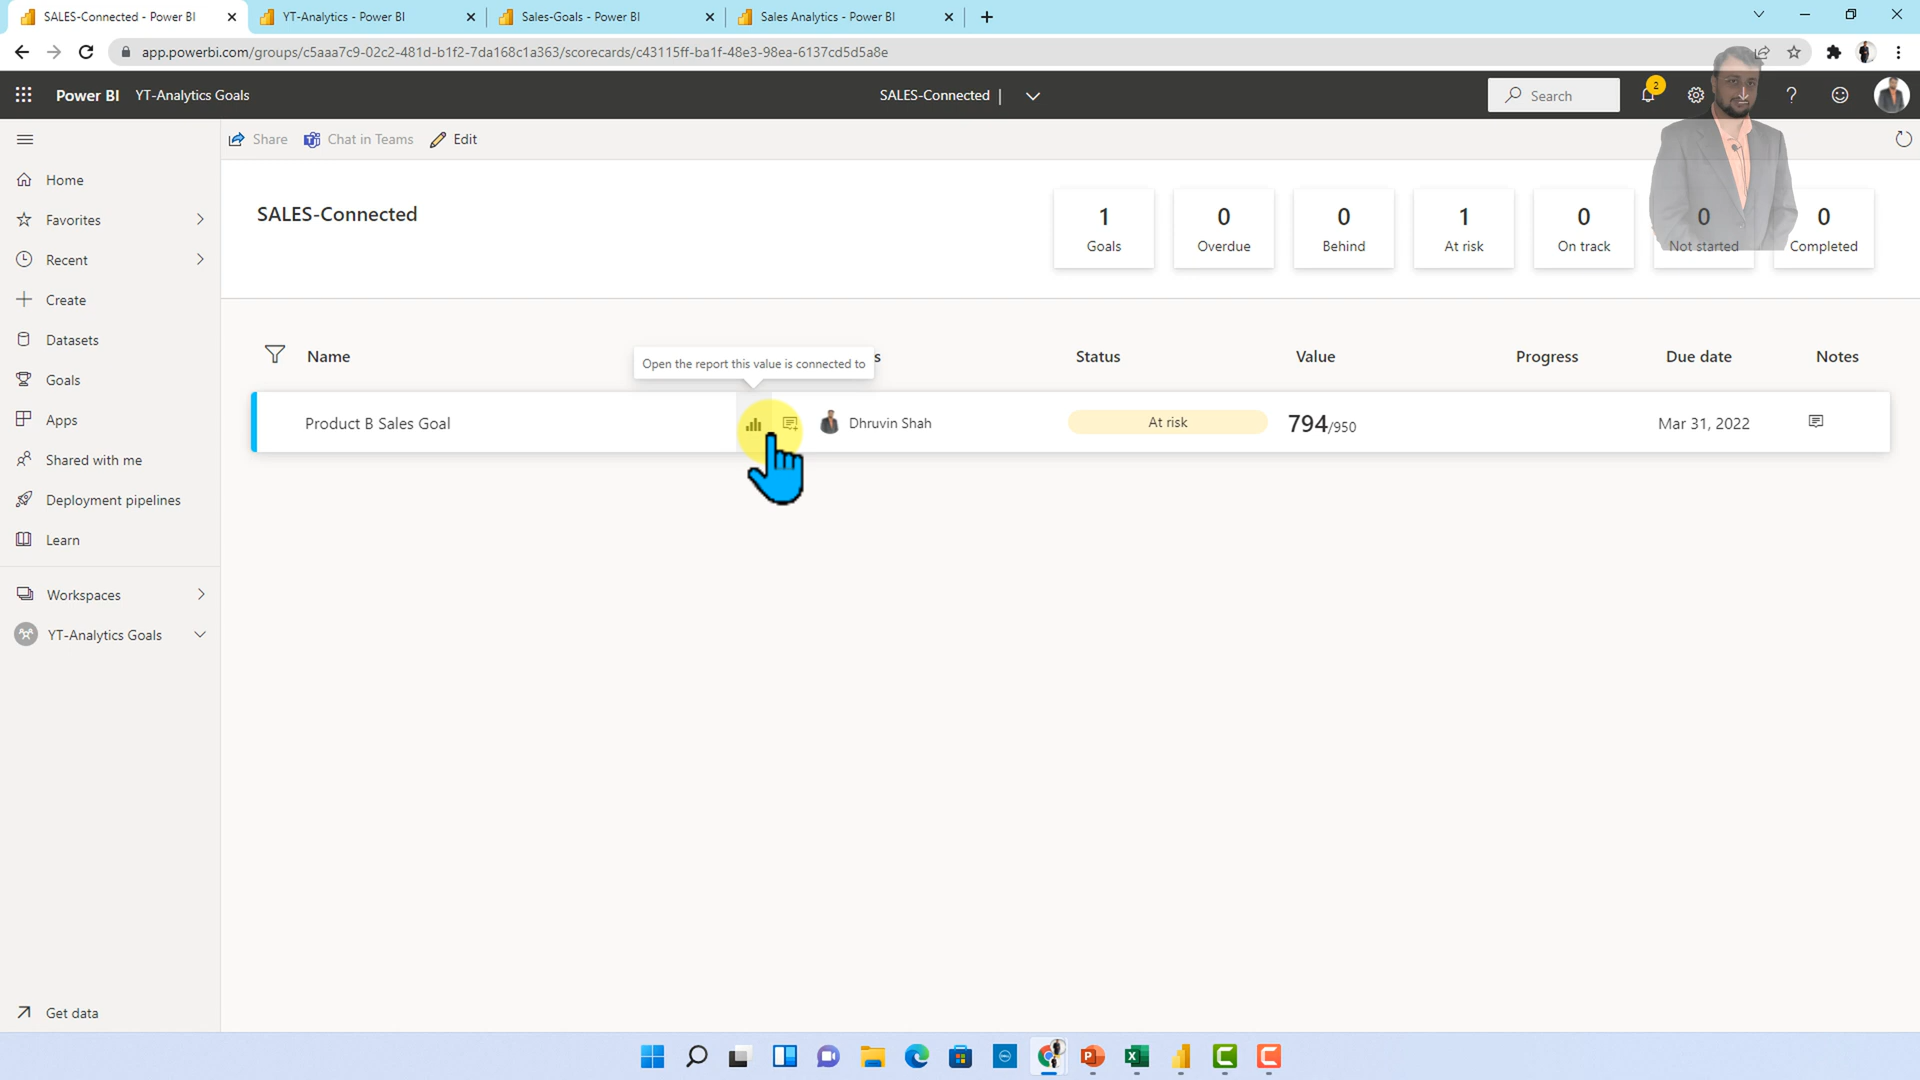 SALES-Connected - Power BI
YT-Analytics - Power BI
Sales-Goals - Power BI
Sales Analytics - Power BI
app.powerbi.com/groups/c5aaa7c9-02c2-481d-b1f2-7da168c1a363/scorecards/c43115ff-ba1f-48e3-98ea-6137cd5d5a8e
Power BI YT-Analytics Goals
SALES-Connected |
Search
2
Share
Chat in Teams
Edit
Home
Favorites
Recent
Create
Datasets
Goals
Apps
Shared with me
Deployment pipelines
Learn
Workspaces
YT-Analytics Goals
Get data
SALES-Connected
1 Goals
0 Overdue
0 Behind
1 At risk
0 On track
0 Not started
0 Completed
Name
s
Status
Value
Progress
Due date
Notes
Open the report this value is connected to
Product B Sales Goal
Dhruvin Shah
At risk
794/950
Mar 31, 2022